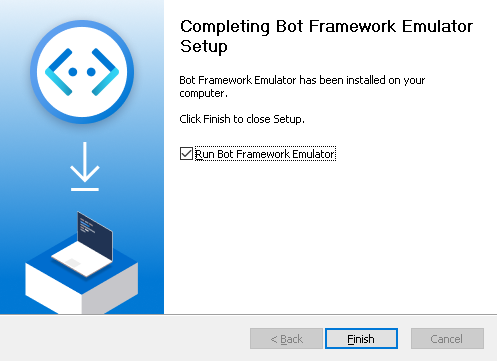 Completing Bot Framework Emulator
Setup
Bot Framework Emulator has been installed on your
computer.
Click Finish to close Setup.
Run Bot Framework Emulator
< Back
Finish
Cancel